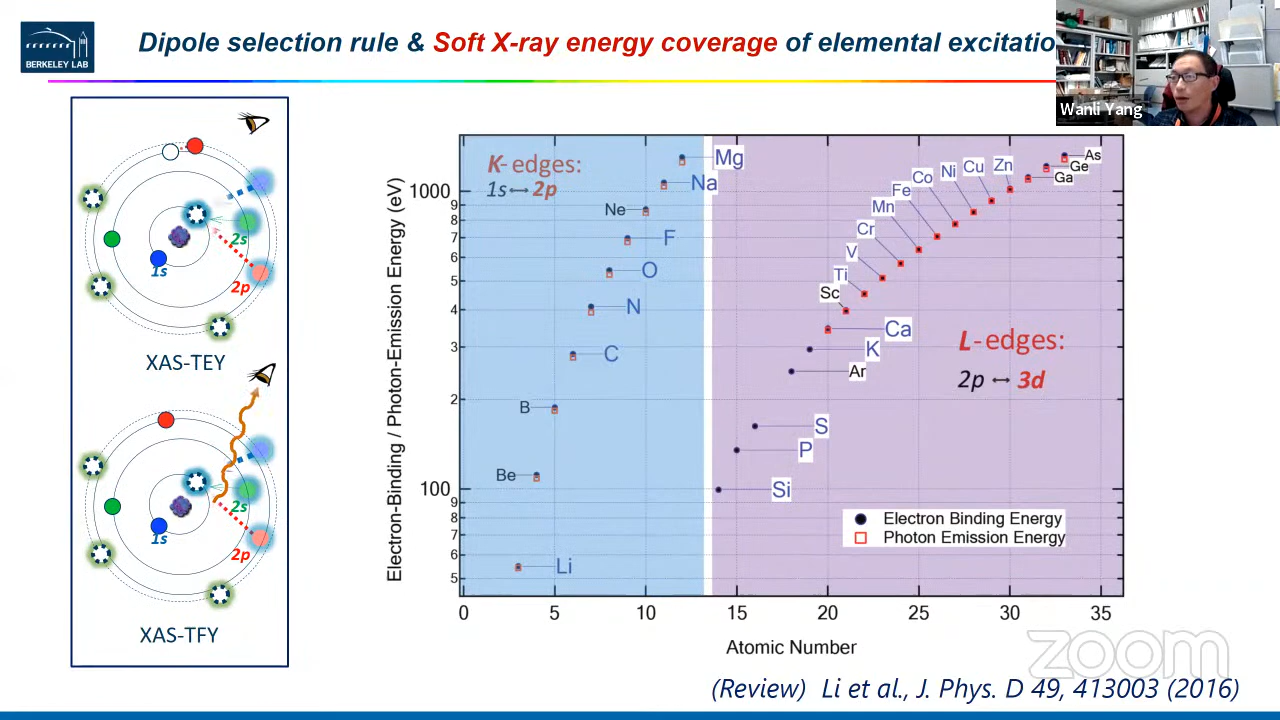 BERKELEY LAB
Dipole selection rule & Soft X-ray energy coverage of elemental excitatio
Wanli Yang
1s
2s
2p
XAS-TEY
1s
2s
2p
XAS-TFY
Electron-Binding / Photon-Emission Energy (eV)
1000
9
8
7
6
5
4
3
2
100
9
8
7
6
5
K-edges:
1s↔2p
Mg
Na
Ne
F
O
N
C
B
Be
Li
As
Ge
Ga
Zn
Cu
Ni
Co
Fe
Mn
Cr
V
Ti
Sc
Ca
K
Ar
S
P
Si
L-edges:
2p ↔ 3d
Electron Binding Energy
Photon Emission Energy
0 5 10 15 20 25 30 35
Atomic Number
zoom
(Review) Li et al., J. Phys. D 49, 413003 (2016)